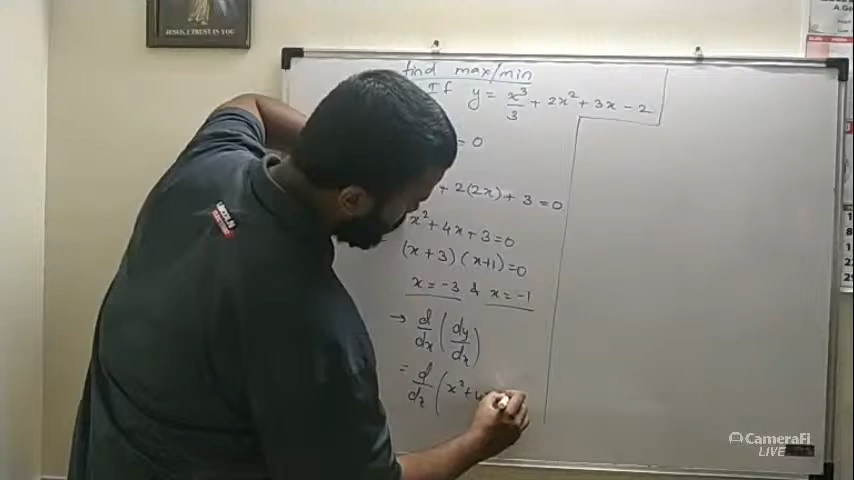 JESUS, I TRUST IN YOU
find max/min
If y = x³/3 + 2x² + 3x - 2
= 0
+ 2(2x) + 3 = 0
x² + 4x + 3 = 0
(x + 3) (x+1) = 0
x = -3 & x = -1
→ d/dx (dy/dx)
= d/dx (x² + 4
CameraFi
LIVE